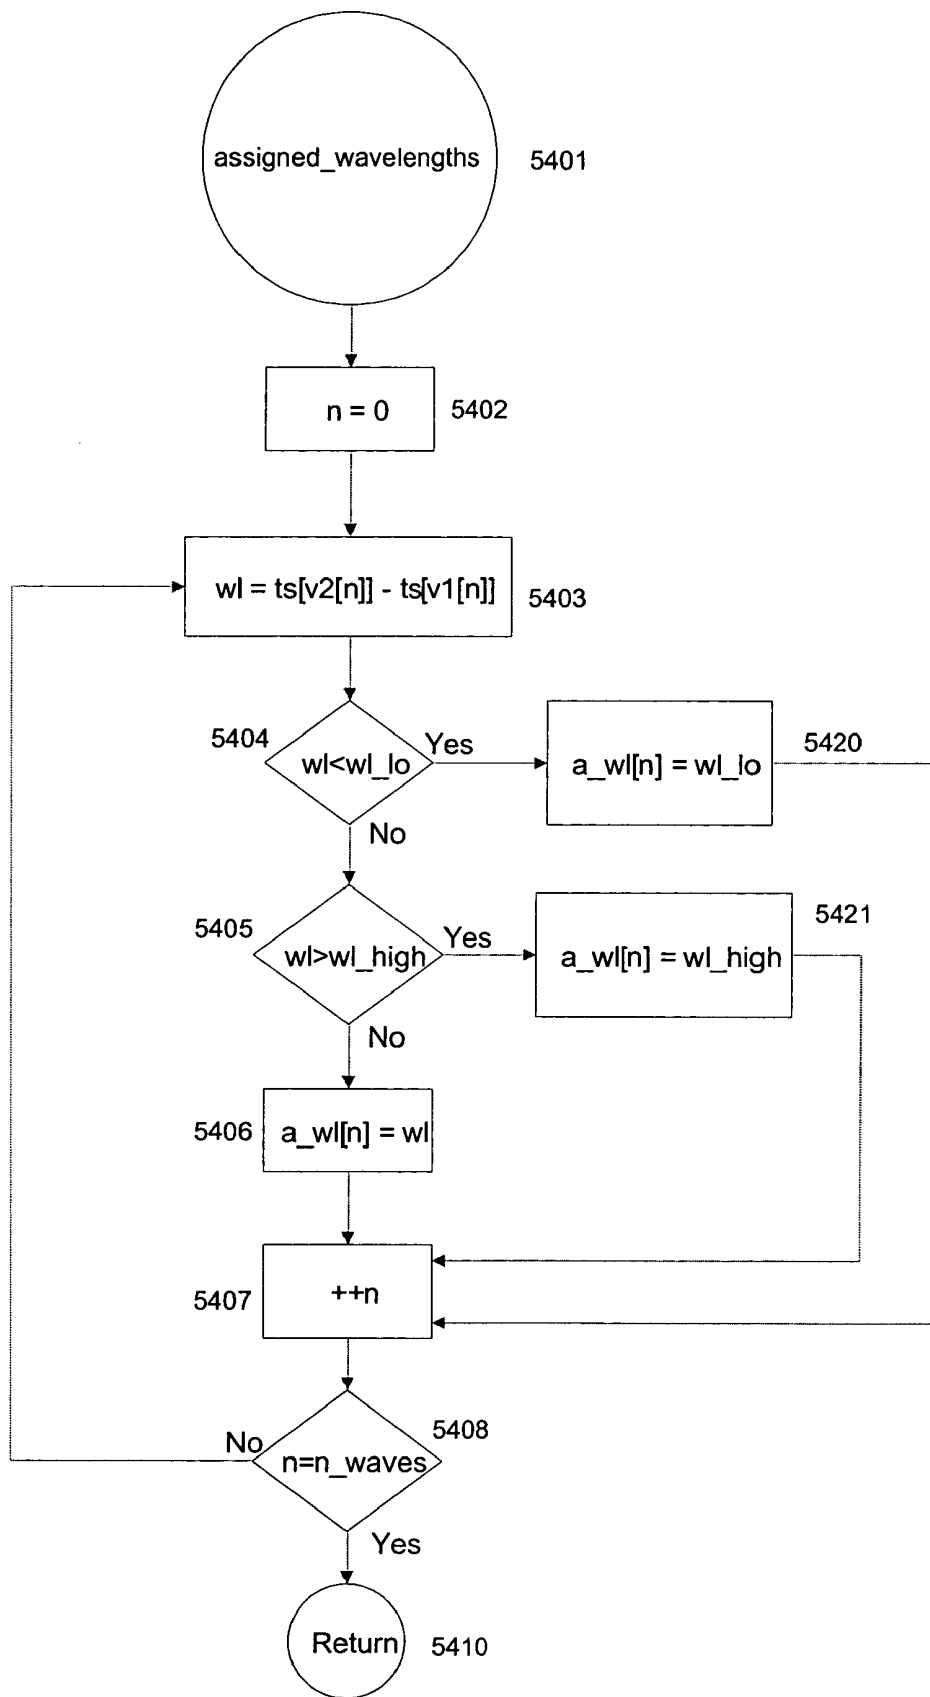 assigned_wavelengths
5401
n = 0
5402
wl = ts[v2[n]] - ts[v1[n]]
5403
5404
wl<wl_lo
Yes
a_wl[n] = wl_lo
5420
No
5405
wl>wl_high
Yes
a_wl[n] = wl_high
5421
No
5406
a_wl[n] = wl
5407
++n
No
n=n_waves
5408
Yes
Return
5410